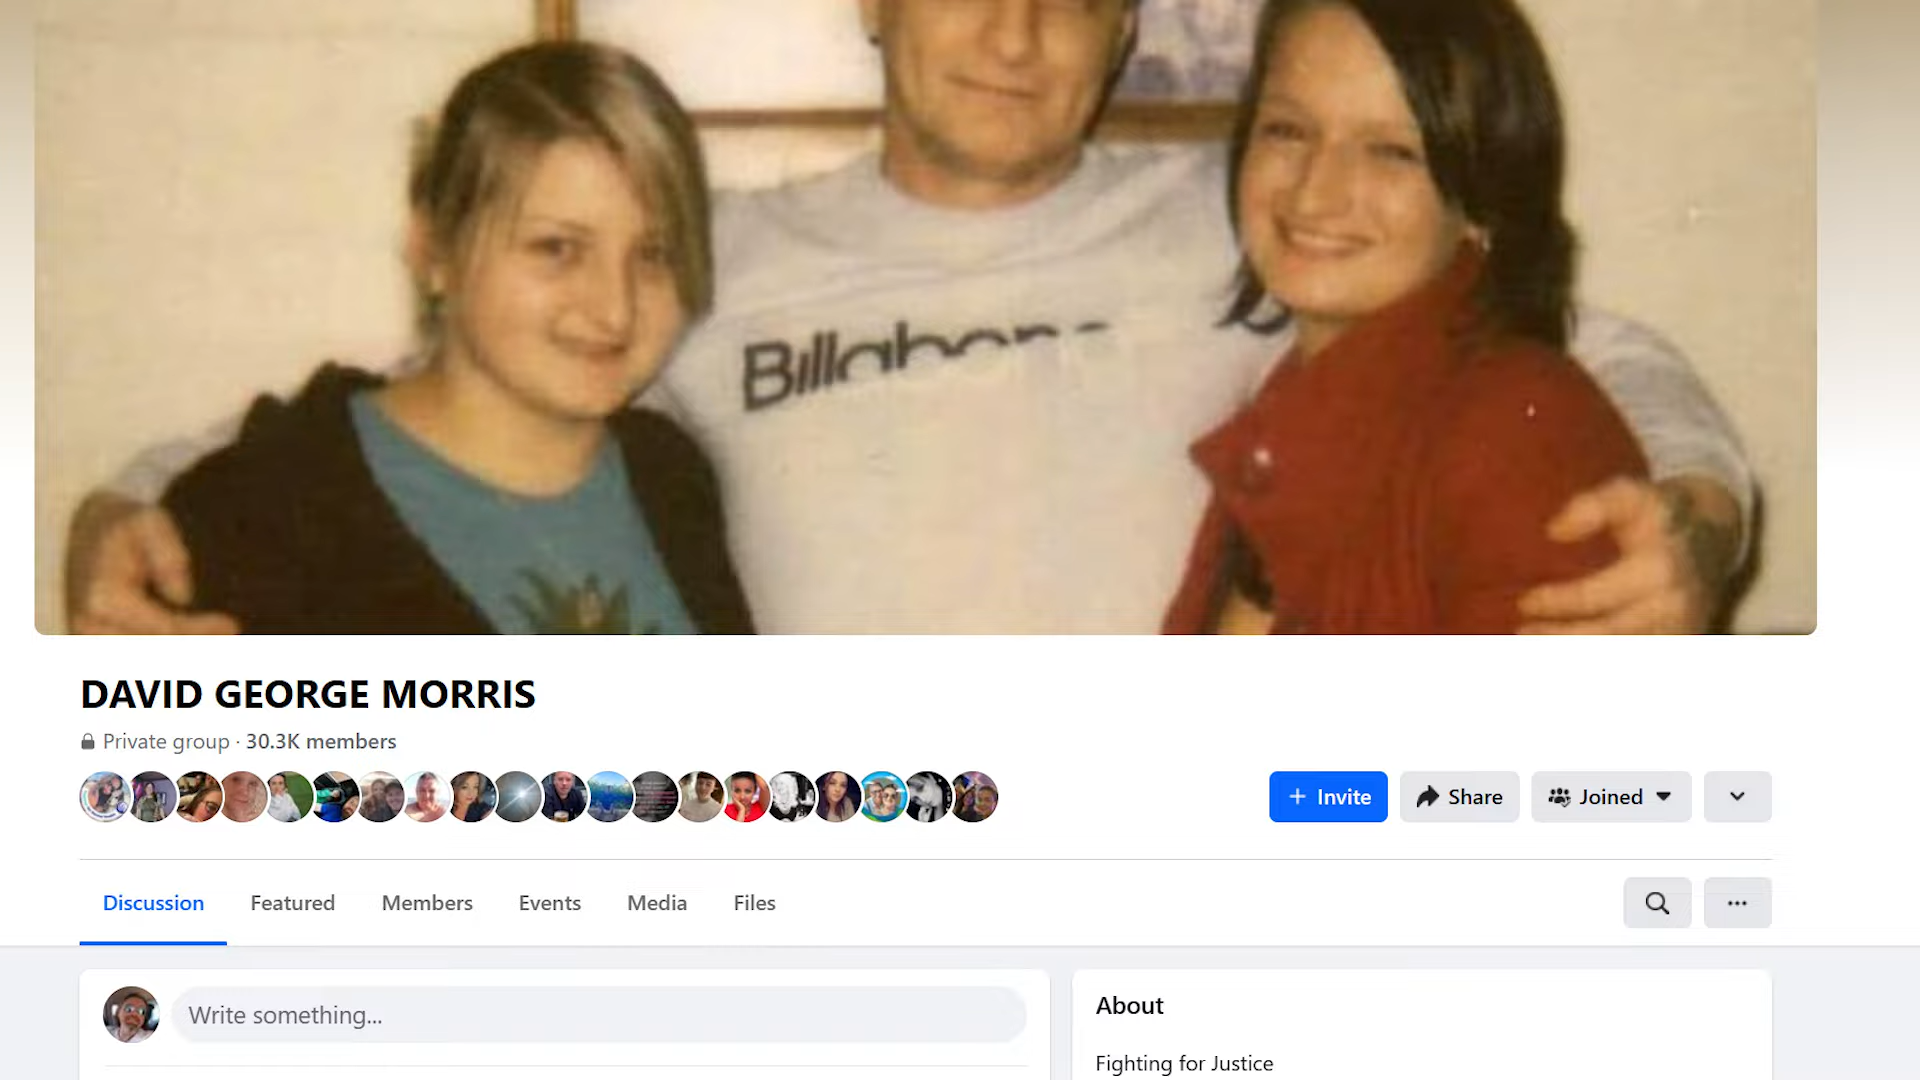 Billabon
DAVID GEORGE MORRIS
Private group · 30.3K members
+ Invite
Share
Joined
Discussion
Featured
Members
Events
Media
Files
Write something...
About
Fighting for Justice